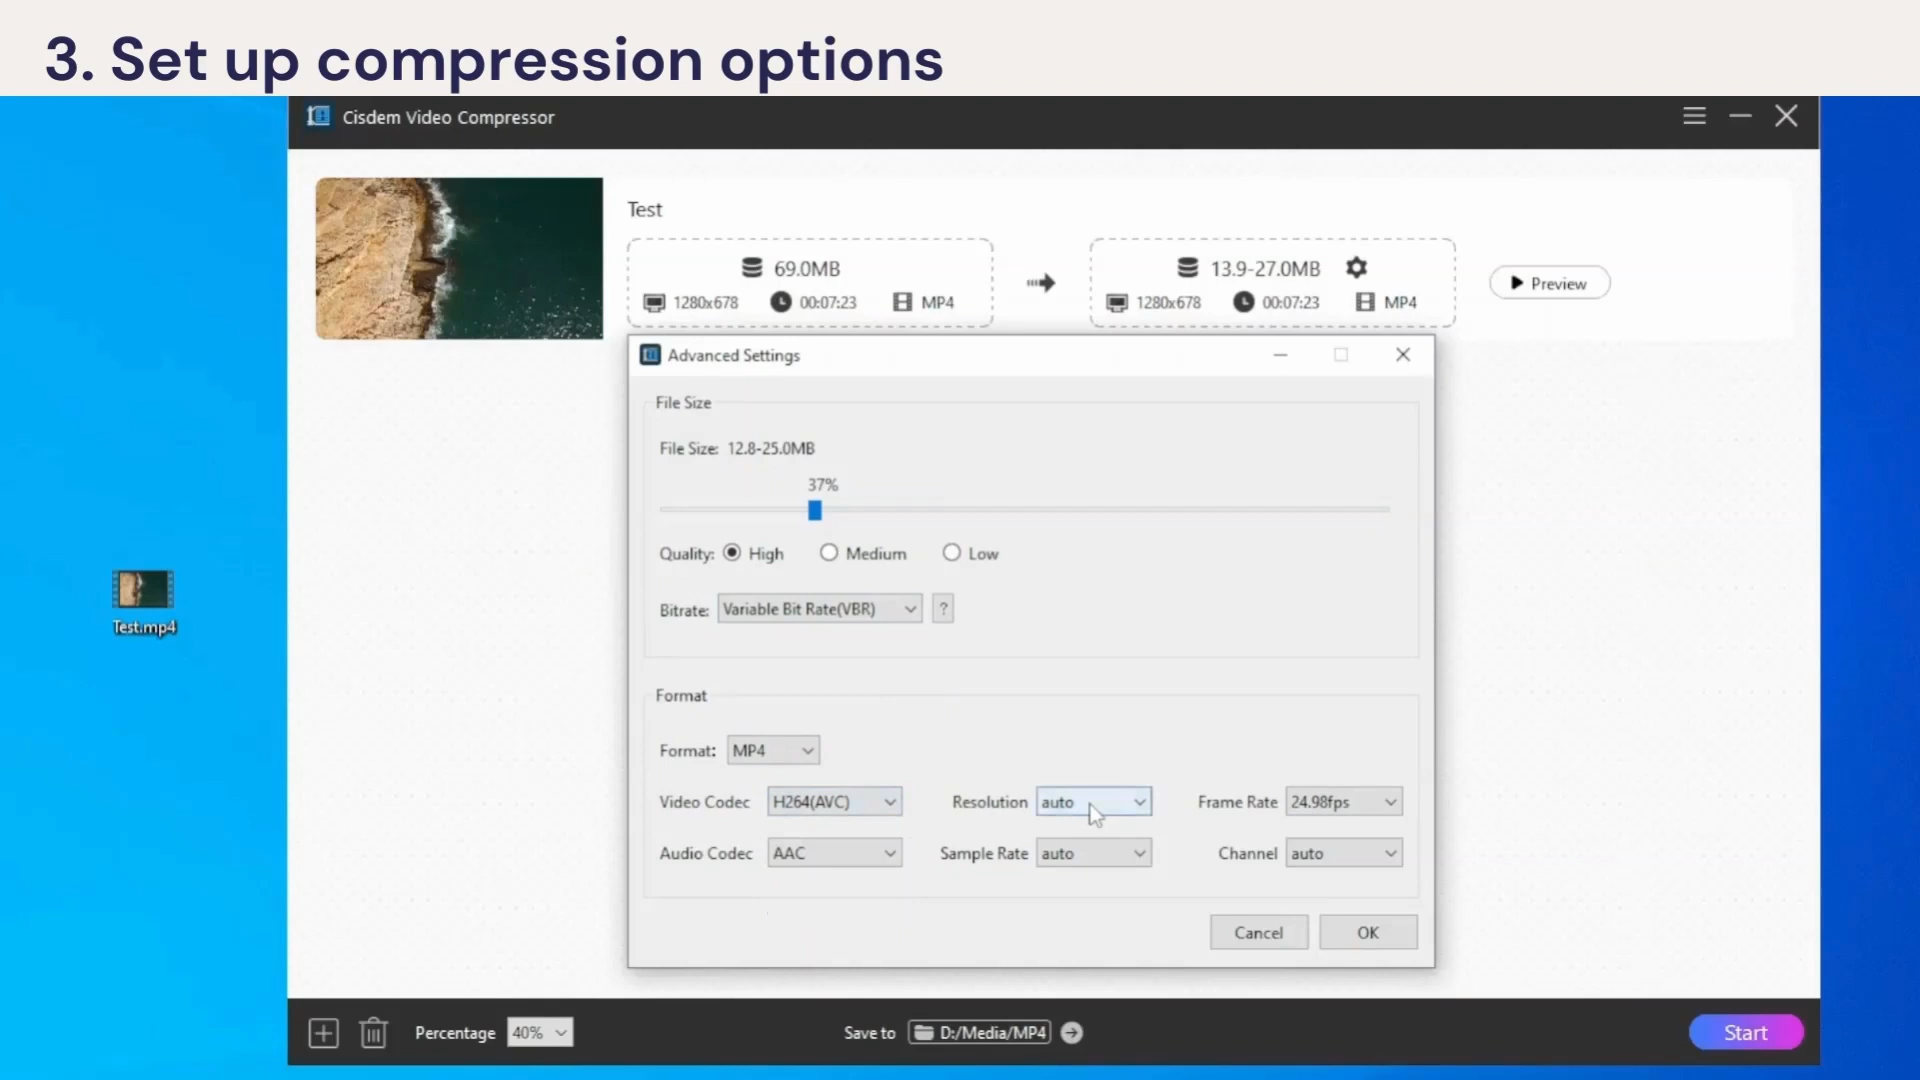 3. Set up compression options
Cisdem Video Compressor
Test
69.0MB
1280x678 00:07:23 MP4
13.9-27.0MB
1280x678 00:07:23 MP4
Preview
Advanced Settings
File Size
File Size: 12.8-25.0MB
37%
Quality: High Medium Low
Bitrate: Variable Bit Rate(VBR) ?
Test.mp4
Format
Format: MP4
Video Codec H264(AVC) Resolution auto Frame Rate 24.98fps
Audio Codec AAC Sample Rate auto Channel auto
Cancel OK
Percentage 40% Save to D:/Media/MP4 Start